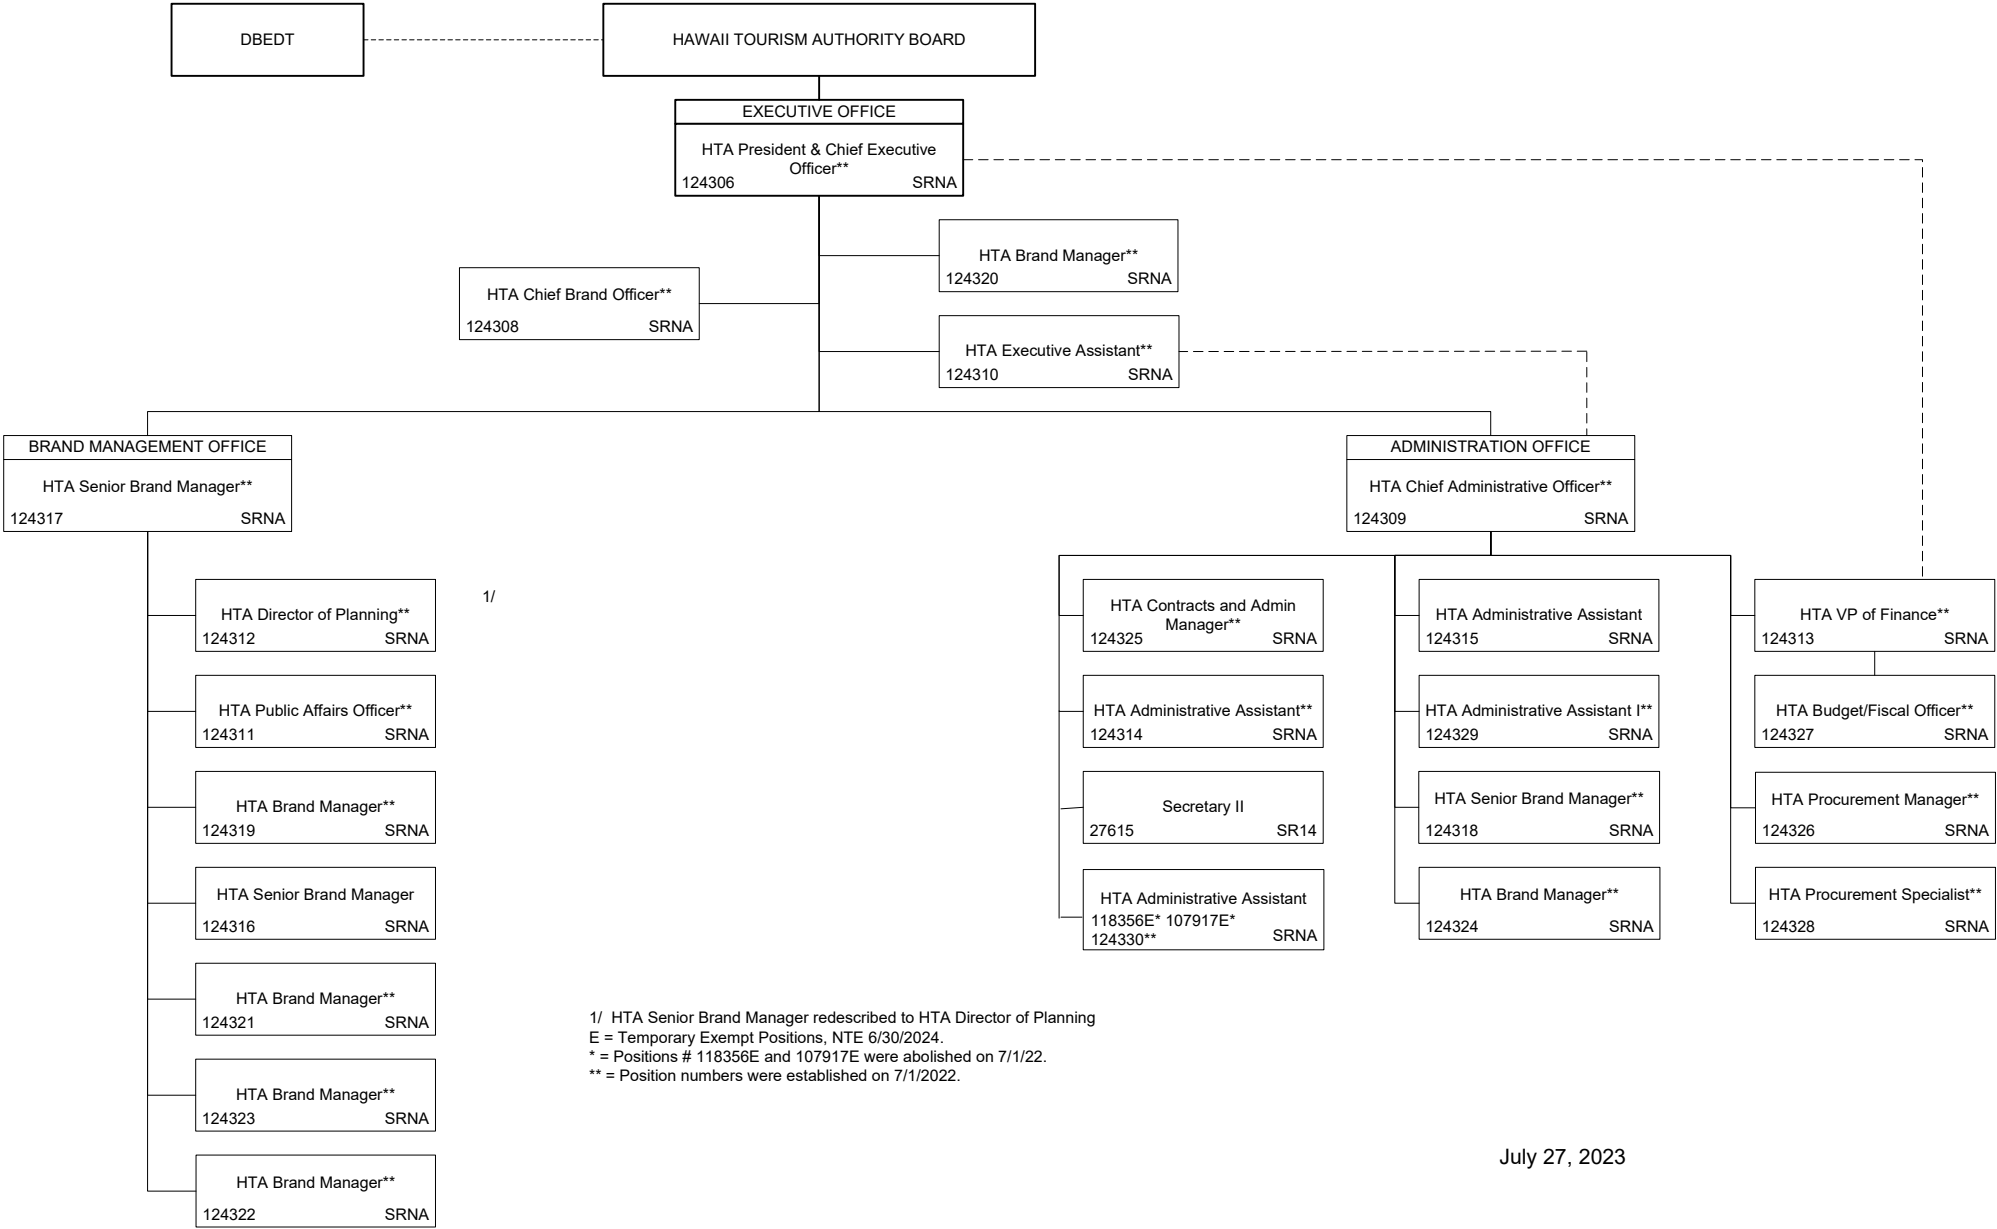 DBEDT
HAWAII TOURISM AUTHORITY BOARD
EXECUTIVE OFFICE
HTA President & Chief Executive
Officer**
124306 SRNA
HTA Brand Manager**
124320 SRNA
HTA Chief Brand Officer**
124308 SRNA
HTA Executive Assistant**
124310 SRNA
BRAND MANAGEMENT OFFICE
HTA Senior Brand Manager**
124317 SRNA
HTA Director of Planning**
124312 SRNA
1/
HTA Public Affairs Officer**
124311 SRNA
HTA Brand Manager**
124319 SRNA
HTA Senior Brand Manager
124316 SRNA
HTA Brand Manager**
124321 SRNA
HTA Brand Manager**
124323 SRNA
HTA Brand Manager**
124322 SRNA
ADMINISTRATION OFFICE
HTA Chief Administrative Officer**
124309 SRNA
HTA Contracts and Admin
Manager**
124325 SRNA
HTA Administrative Assistant**
124314 SRNA
Secretary II
27615 SR14
HTA Administrative Assistant
118356E* 107917E*
124330** SRNA
HTA Administrative Assistant
124315 SRNA
HTA Administrative Assistant I**
124329 SRNA
HTA Senior Brand Manager**
124318 SRNA
HTA Brand Manager**
124324 SRNA
HTA VP of Finance**
124313 SRNA
HTA Budget/Fiscal Officer**
124327 SRNA
HTA Procurement Manager**
124326 SRNA
HTA Procurement Specialist**
124328 SRNA
1/ HTA Senior Brand Manager redescribed to HTA Director of Planning
E = Temporary Exempt Positions, NTE 6/30/2024.
* = Positions # 118356E and 107917E were abolished on 7/1/22.
** = Position numbers were established on 7/1/2022.
July 27, 2023